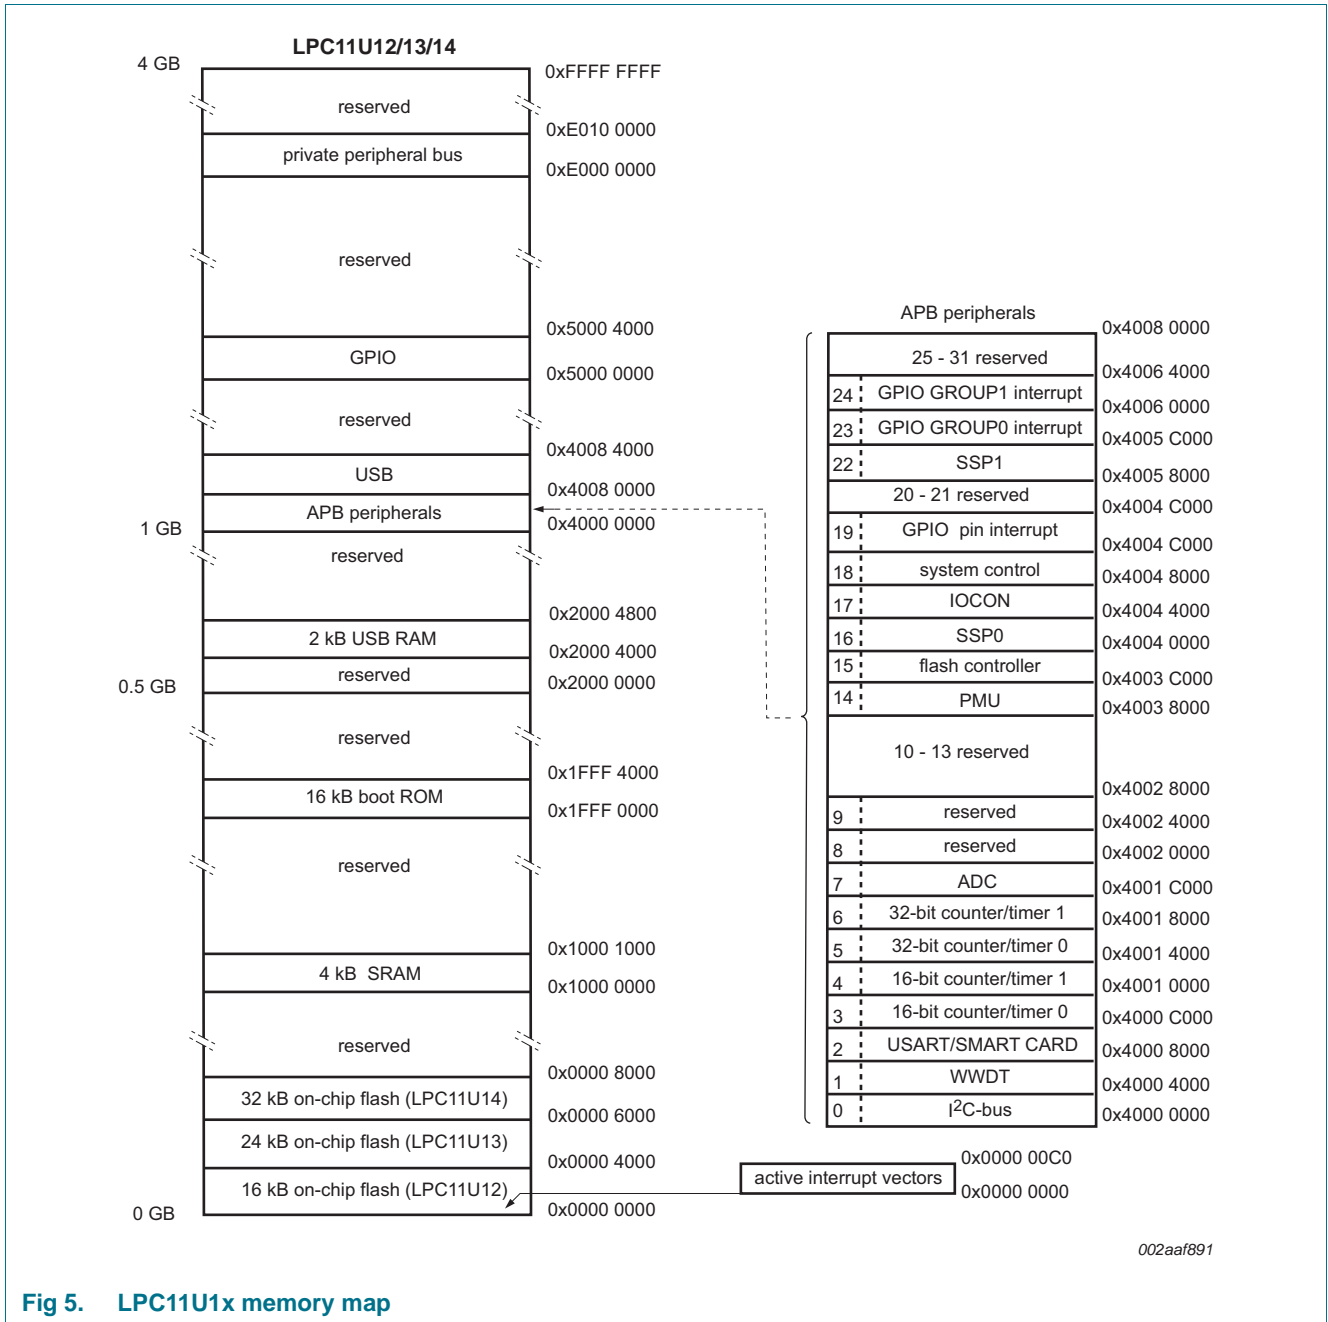 LPC11U12/13/14
4 GB
0xFFFF FFFF
reserved
0xE010 0000
private peripheral bus
0xE000 0000
reserved
0x5000 4000
GPIO
0x5000 0000
reserved
0x4008 4000
USB
0x4008 0000
APB peripherals
1 GB
0x4000 0000
reserved
0x2000 4800
2 kB USB RAM
0x2000 4000
reserved
0.5 GB
0x2000 0000
reserved
0x1FFF 4000
16 kB boot ROM
0x1FFF 0000
reserved
0x1000 1000
4 kB SRAM
0x1000 0000
reserved
0x0000 8000
32 kB on-chip flash (LPC11U14)
0x0000 6000
24 kB on-chip flash (LPC11U13)
0x0000 4000
16 kB on-chip flash (LPC11U12)
0 GB
0x0000 0000
APB peripherals
0x4008 0000
25 - 31 reserved
0x4006 4000
24 GPIO GROUP1 interrupt
0x4006 0000
23 GPIO GROUP0 interrupt
0x4005 C000
22 SSP1
0x4005 8000
20 - 21 reserved
0x4004 C000
19 GPIO pin interrupt
0x4004 C000
18 system control
0x4004 8000
17 IOCON
0x4004 4000
16 SSP0
0x4004 0000
15 flash controller
0x4003 C000
14 PMU
0x4003 8000
10 - 13 reserved
0x4002 8000
9 reserved
0x4002 4000
8 reserved
0x4002 0000
7 ADC
0x4001 C000
6 32-bit counter/timer 1
0x4001 8000
5 32-bit counter/timer 0
0x4001 4000
4 16-bit counter/timer 1
0x4001 0000
3 16-bit counter/timer 0
0x4000 C000
2 USART/SMART CARD
0x4000 8000
1 WWDT
0x4000 4000
0 I2C-bus
0x4000 0000
0x0000 00C0
active interrupt vectors
0x0000 0000
002aaf891
Fig 5. LPC11U1x memory map